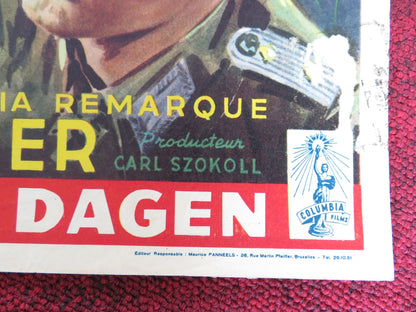 IA REMARQUE
ER
Producteur
CARL SZOKOLL
DAGEN
COLUMBIA
FILMS
Editeur Responsable : Maurice PANNEELS - 26, Rue Martin Pfeiffer, Bruxelles - Tel. 26.10.51